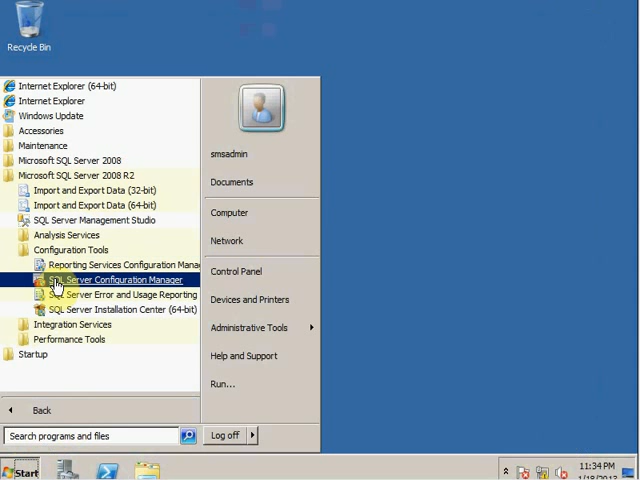 Recycle Bin
Internet Explorer (64-bit)
Internet Explorer
Windows Update
Accessories
Maintenance
Microsoft SQL Server 2008
Microsoft SQL Server 2008 R2
Import and Export Data (32-bit)
Import and Export Data (64-bit)
SQL Server Management Studio
Analysis Services
Configuration Tools
Reporting Services Configuration Mana
SQL Server Configuration Manager
SQL Server Error and Usage Reporting
SQL Server Installation Center (64-bit)
Integration Services
Performance Tools
Startup
Back
Search programs and files
smsadmin
Documents
Computer
Network
Control Panel
Devices and Printers
Administrative Tools
Help and Support
Run...
Log off
Start
11:34 PM
1/18/2013